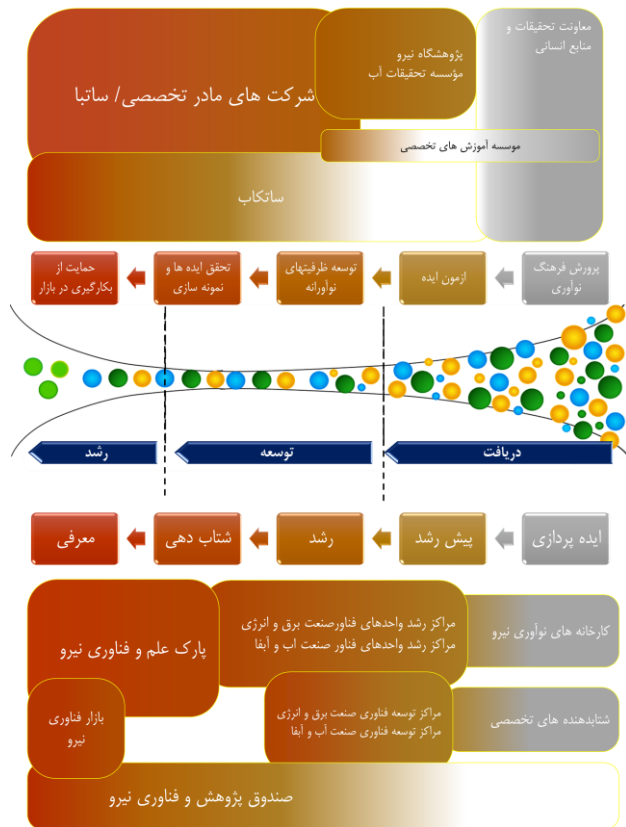 معاونت تحقیقات و
منابع انسانی
پژوهشگاه نیرو
مؤسسه تحقیقات آب
شرکت های مادر تخصصی/ ساتبا
موسسه آموزش های تخصصی
ساتکاب
پرورش فرهنگ
نوآوری
ازمون ایده
توسعه ظرفیتهای
نوآورانه
تحقق ایده ها و
نمونه سازی
حمایت از
بکارگیری در بازار
دریافت
توسعه
رشد
ایده پردازی
پیش رشد
رشد
شتاب دهی
معرفی
کارخانه های نوآوری نیرو
مراکز رشد واحدهای فناورصنعت برق و انرژی
مراکز رشد واحدهای فناور صنعت اب و آبفا
پارک علم و فناوری نیرو
شتابدهنده های تخصصی
مراکز توسعه فناوری صنعت برق و انرژی
مراکز توسعه فناوری صنعت آب و آبفا
بازار فناوری
نیرو
صندوق پژوهش و فناوری نیرو